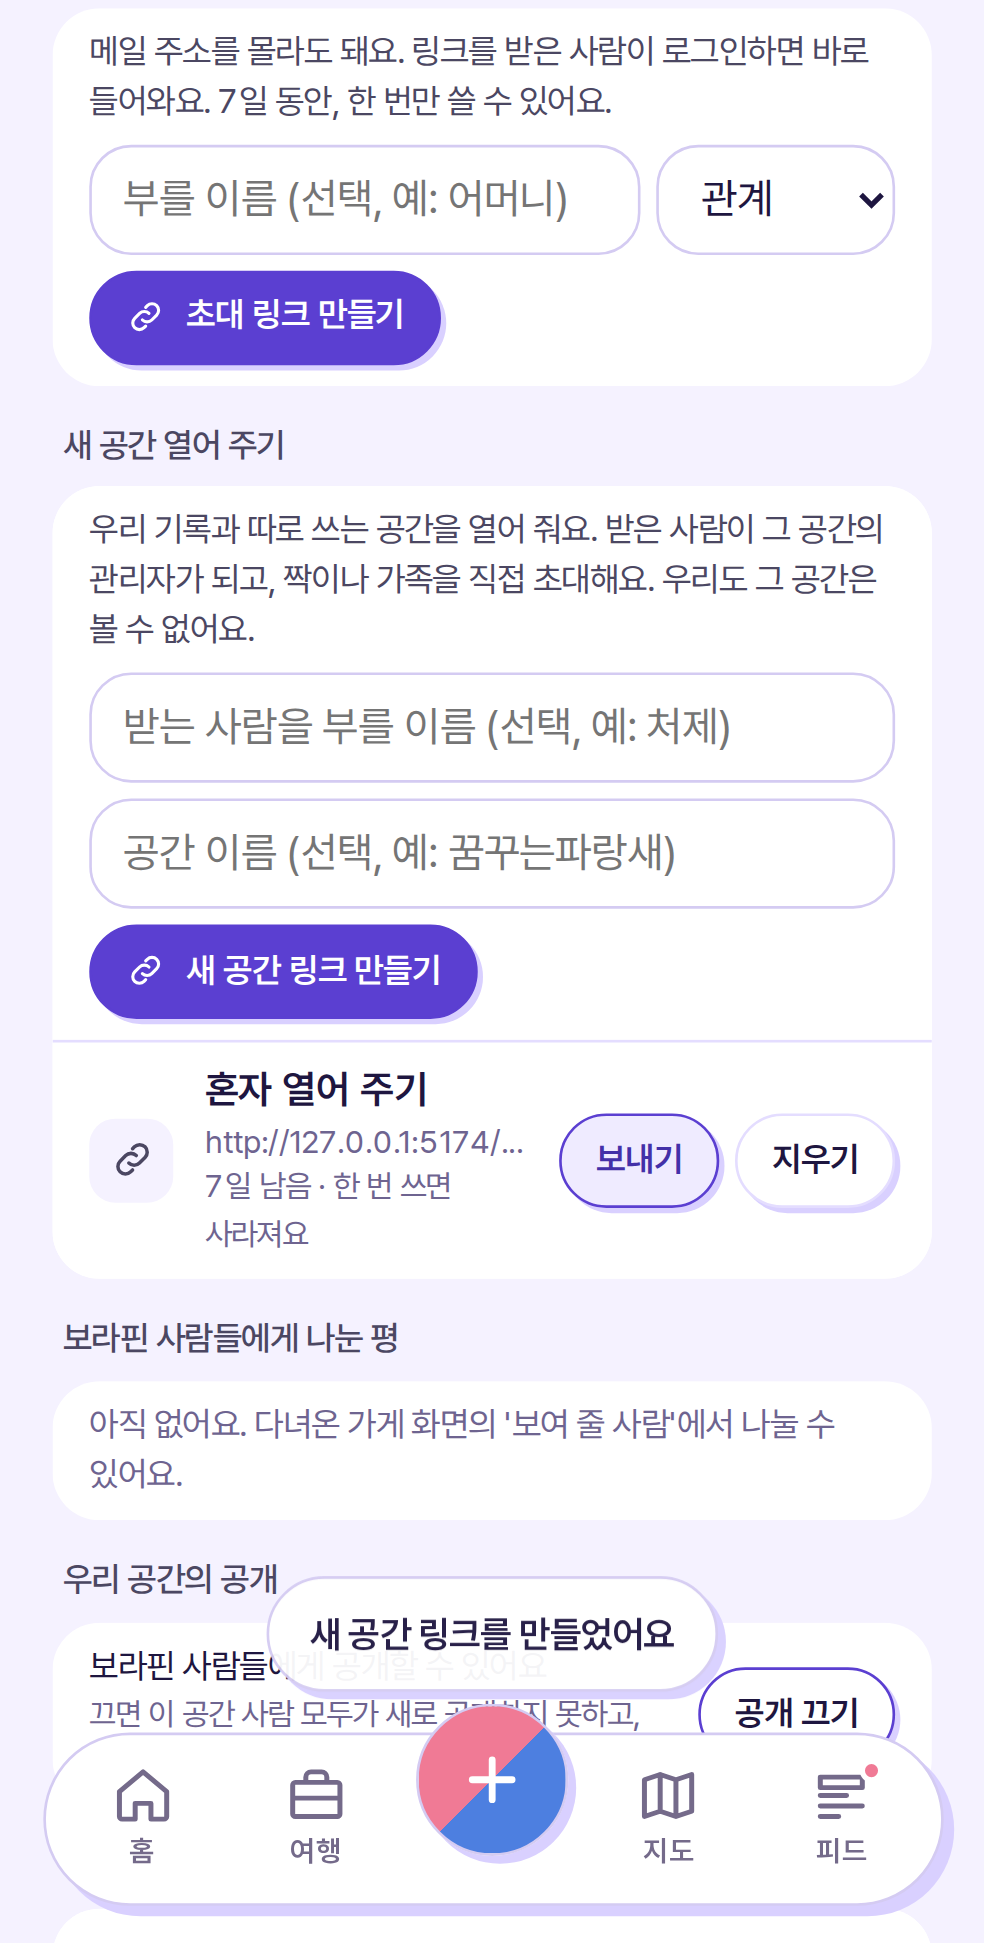 메일 주소를 몰라도 돼요. 링크를 받은 사람이 로그인하면 바로
들어와요. 7일 동안, 한 번만 쓸 수 있어요.
부를 이름 (선택, 예: 어머니)
관계
초대 링크 만들기
새 공간 열어 주기
우리 기록과 따로 쓰는 공간을 열어 줘요. 받은 사람이 그 공간의
관리자가 되고, 짝이나 가족을 직접 초대해요. 우리도 그 공간은
볼 수 없어요.
받는 사람을 부를 이름 (선택, 예: 처제)
공간 이름 (선택, 예: 꿈꾸는파랑새)
새 공간 링크 만들기
혼자 열어 주기
http://127.0.0.1:5174/...
7일 남음 · 한 번 쓰면
사라져요
보내기
지우기
보라핀 사람들에게 나눈 평
아직 없어요. 다녀온 가게 화면의 '보여 줄 사람'에서 나눌 수
있어요.
우리 공간의 공개
새 공간 링크를 만들었어요
보라핀 사람들에게 공개할 수 있어요
끄면 이 공간 사람 모두가 새로 공개하지 못하고,
공개 끄기
홈
여행
지도
피드